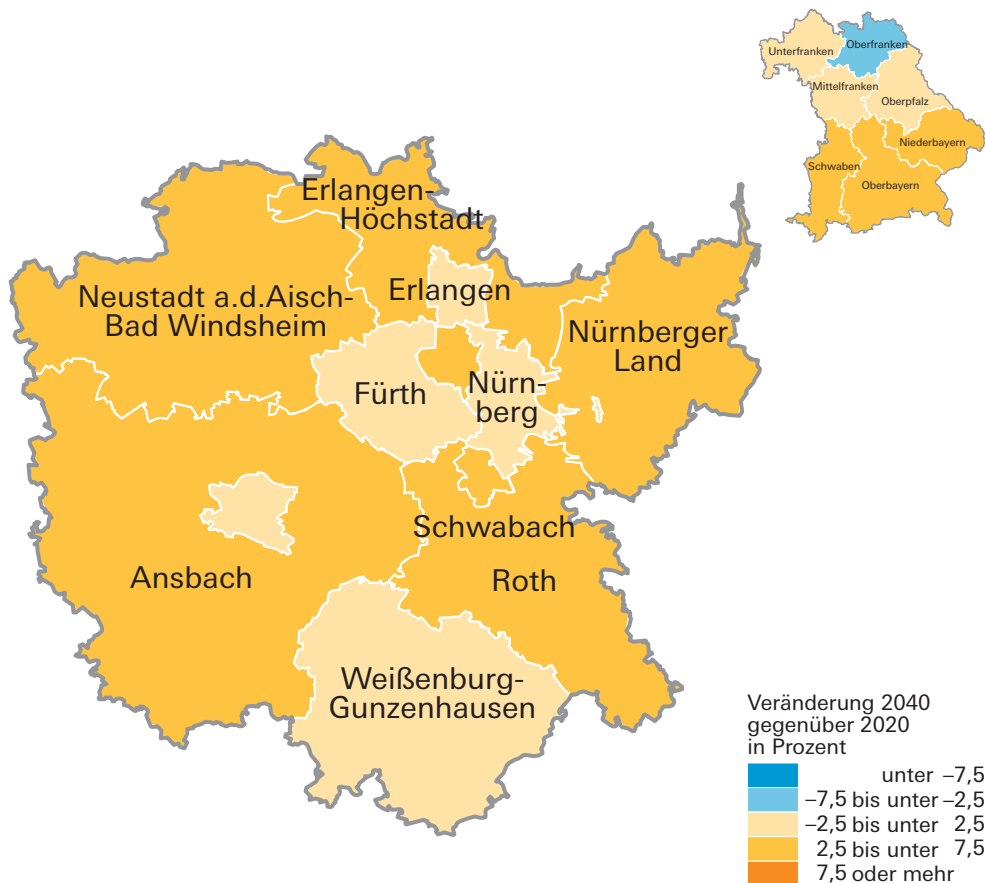 Unterfranken
Oberfranken
Mittelfranken
Oberpfalz
Niederbayern
Schwaben
Oberbayern
Erlangen-
Höchstadt
Neustadt a.d.Aisch-
Bad Windsheim
Erlangen
Nürnberger
Land
Fürth
Nürn-
berg
Schwabach
Ansbach
Roth
Weißenburg-
Gunzenhausen
Veränderung 2040
gegenüber 2020
in Prozent
unter –7,5
–7,5 bis unter –2,5
–2,5 bis unter 2,5
2,5 bis unter 7,5
7,5 oder mehr